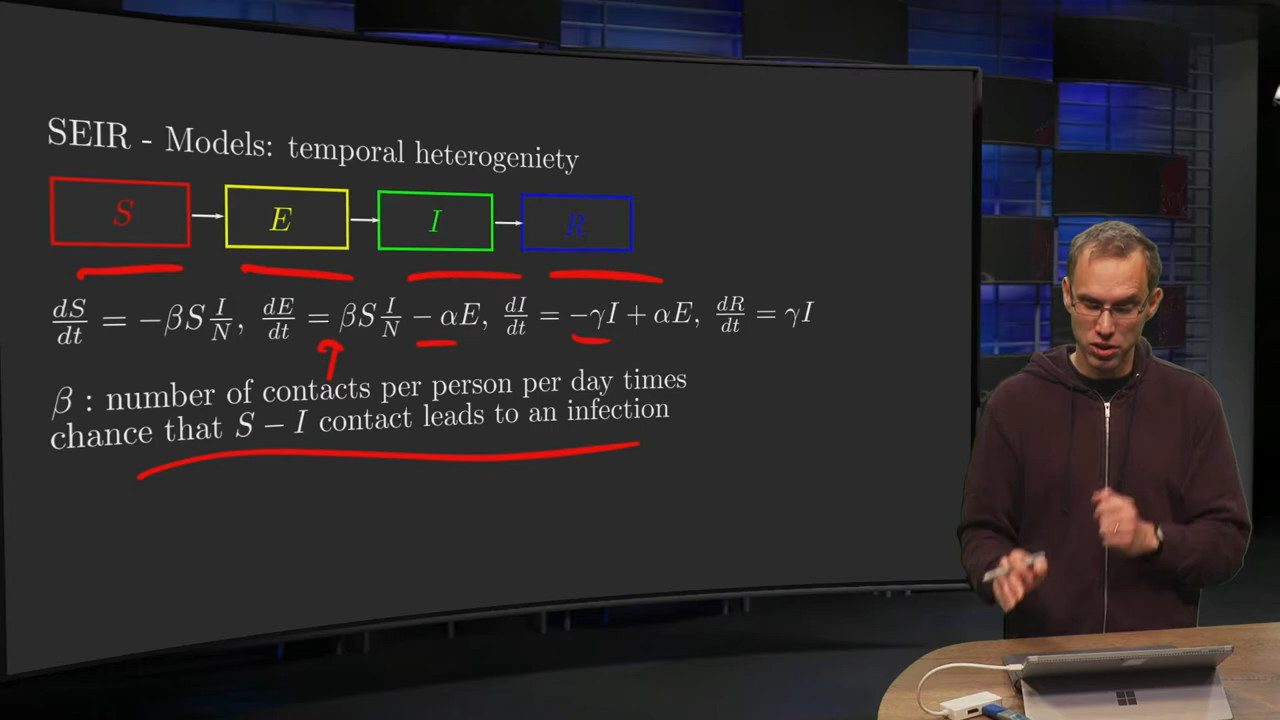 SEIR - Models: temporal heterogeniety
S E I R
dS/dt = −βS I/N, dE/dt = βS I/N − αE, dI/dt = −γI + αE, dR/dt = γI
β : number of contacts per person per day times
chance that S − I contact leads to an infection